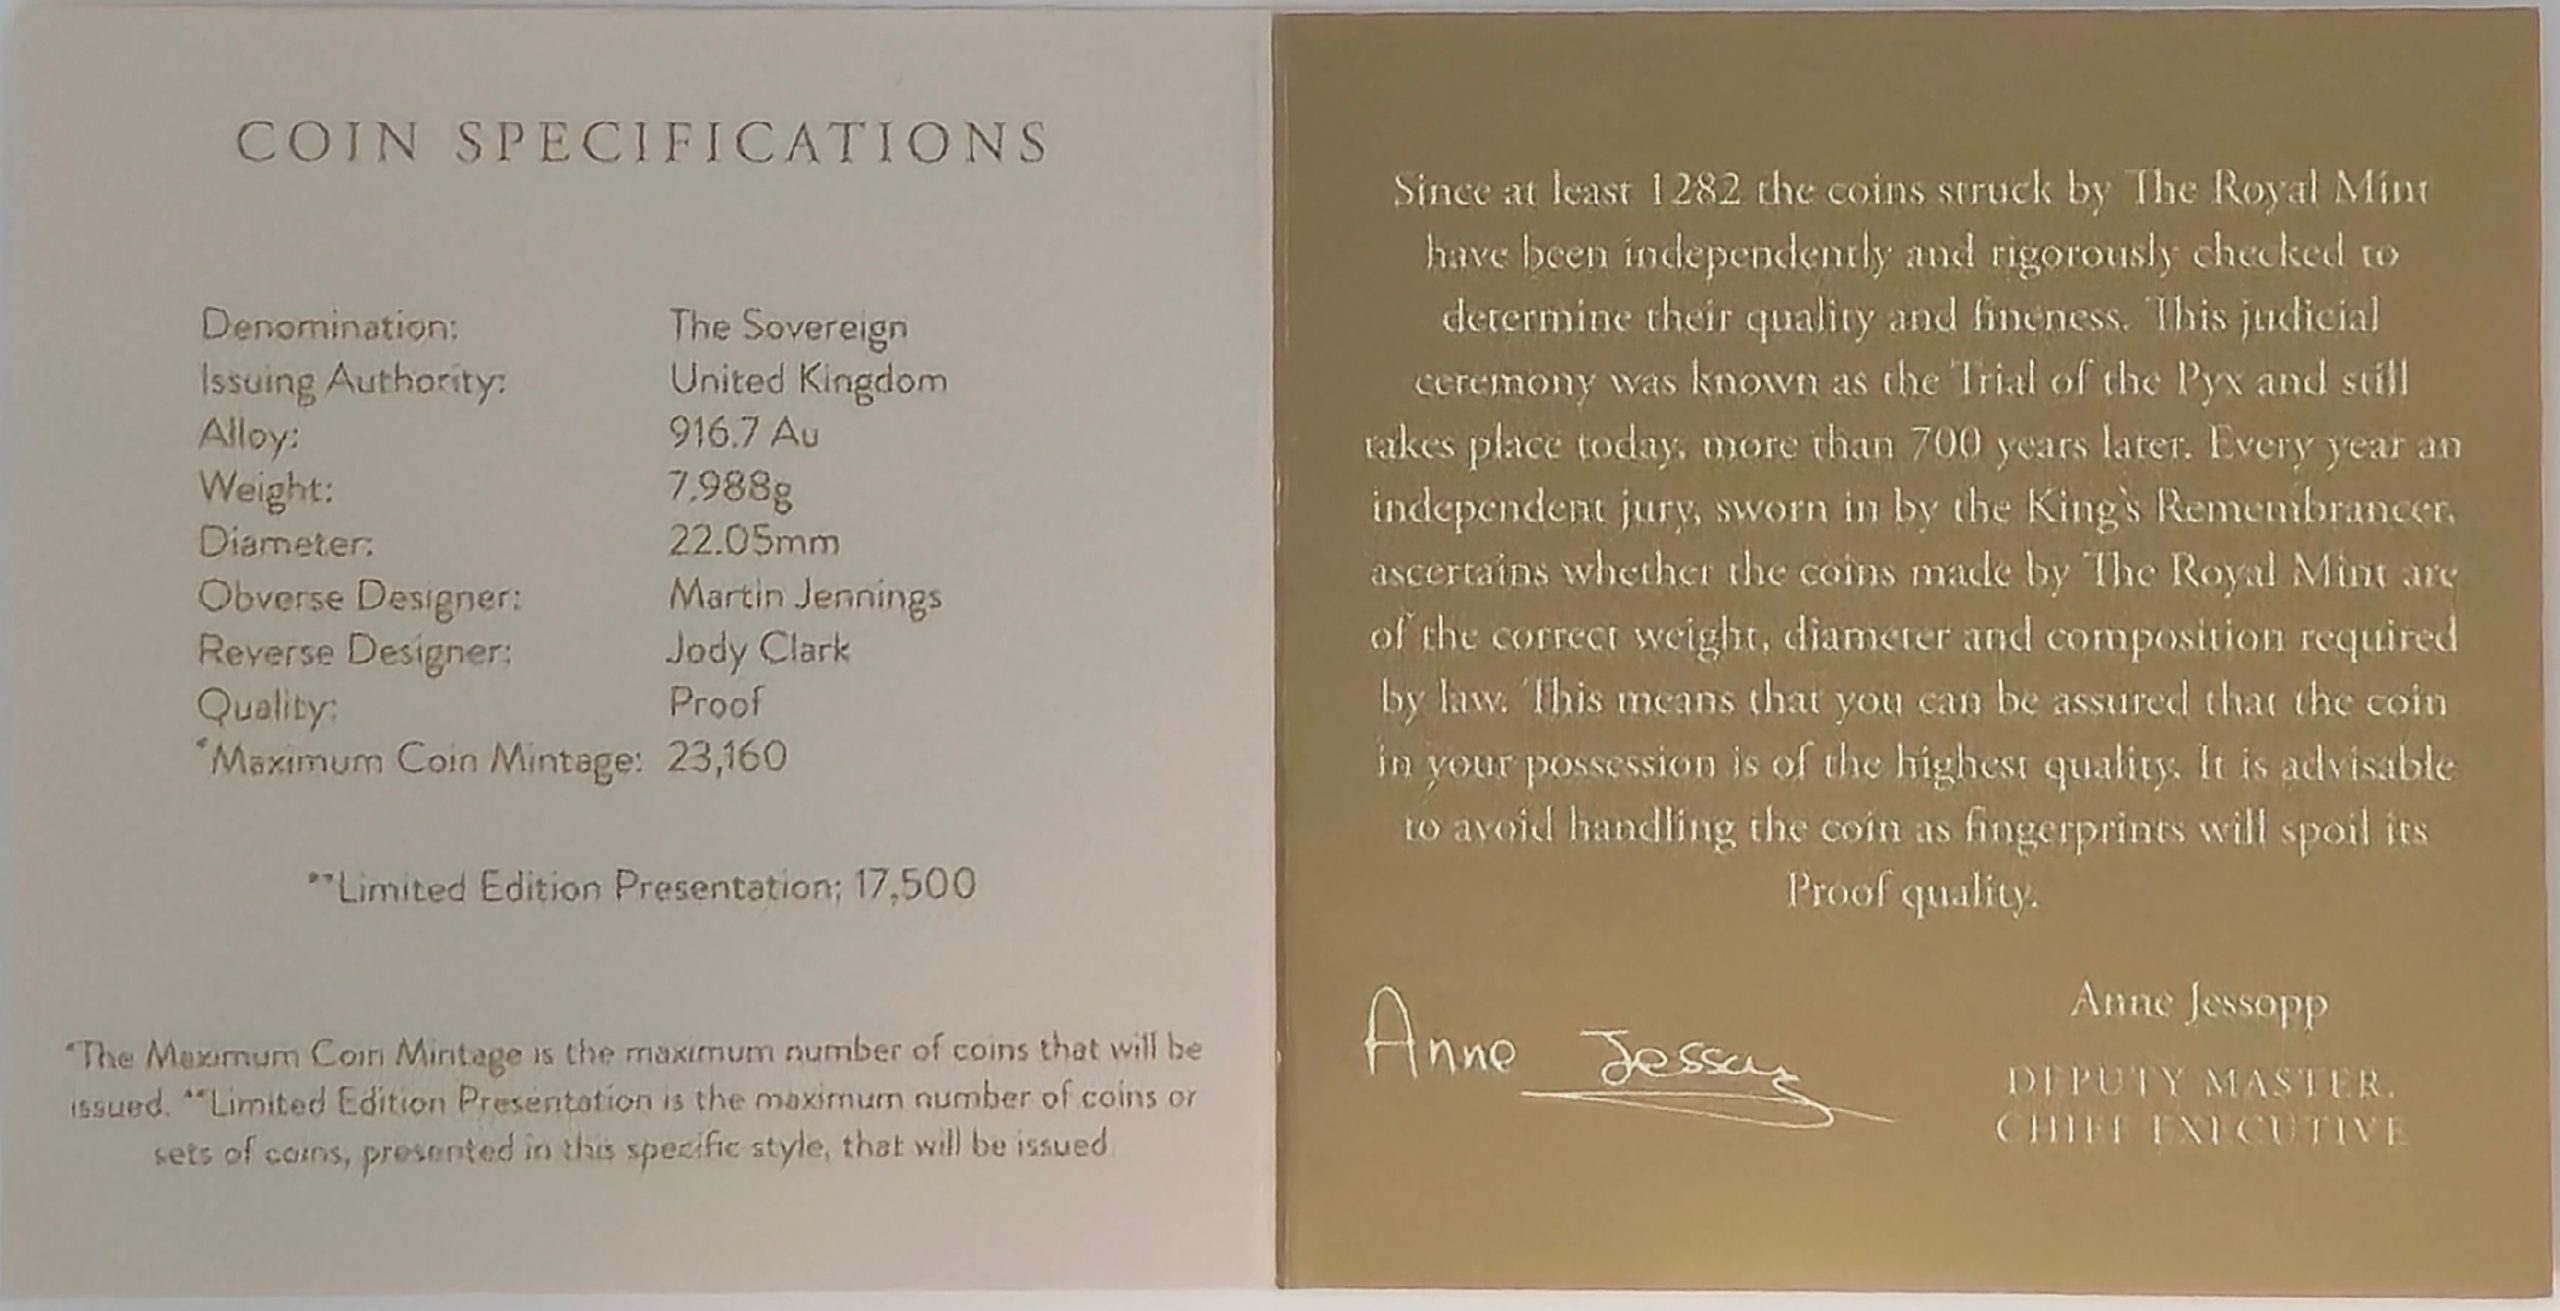 COIN SPECIFICATIONS
Denomination: The Sovereign
Issuing Authority: United Kingdom
Alloy: 916.7 Au
Weight: 7.988g
Diameter: 22.05mm
Obverse Designer: Martin Jennings
Reverse Designer: Jody Clark
Quality: Proof
*Maximum Coin Mintage: 23,160
**Limited Edition Presentation: 17,500
*The Maximum Coin Mintage is the maximum number of coins that will be
issued. **Limited Edition Presentation is the maximum number of coins or
sets of coins, presented in this specific style, that will be issued.
Since at least 1282 the coins struck by The Royal Mint
have been independently and rigorously checked to
determine their quality and fineness. This judicial
ceremony was known as the Trial of the Pyx and still
takes place today, more than 700 years later. Every year an
independent jury, sworn in by the King's Remembrancer,
ascertains whether the coins made by The Royal Mint are
of the correct weight, diameter and composition required
by law. This means that you can be assured that the coin
in your possession is of the highest quality. It is advisable
to avoid handling the coin as fingerprints will spoil its
Proof quality.
Anne Jessopp
Anne Jessopp
DEPUTY MASTER,
CHIEF EXECUTIVE